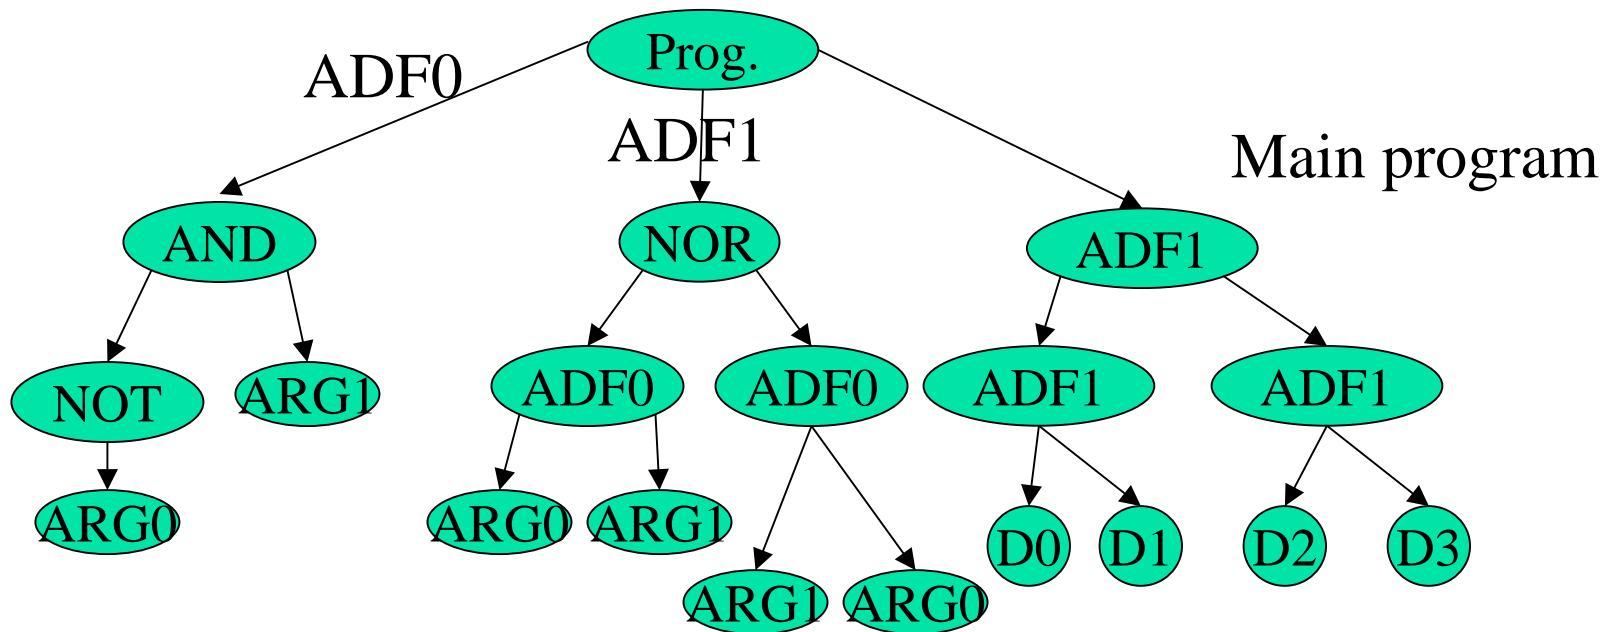 Prog.
ADF0
ADF1
Main program
AND
NOR
ADF1
NOT
ARG1
ADF0
ADF0
ADF1
ADF1
ARG0
ARG0
ARG1
D0
D1
D2
D3
ARG1
ARG0